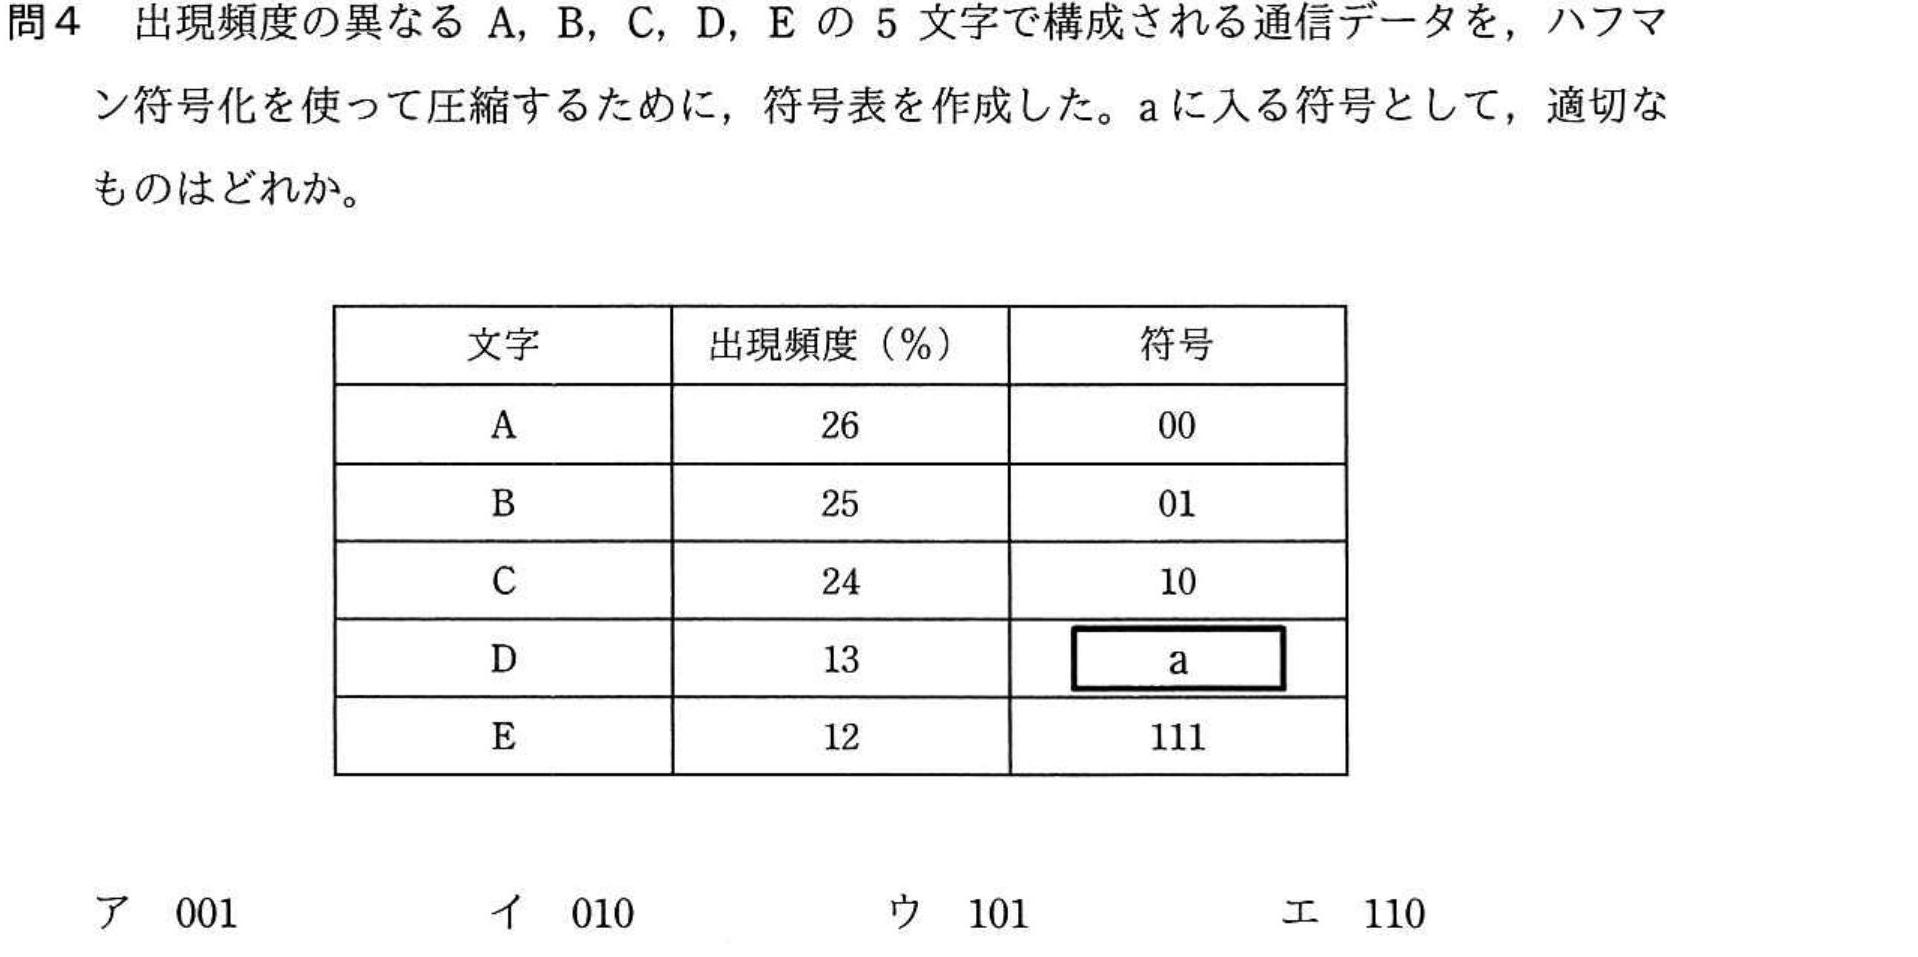 問4 出現頻度の異なる A，B，C，D，E の 5 文字で構成される通信データを，ハフマ
ン符号化を使って圧縮するために，符号表を作成した。a に入る符号として，適切な
ものはどれか。
文字 出現頻度（％） 符号
A 26 00
B 25 01
C 24 10
D 13 a
E 12 111
ア 001 イ 010 ウ 101 エ 110